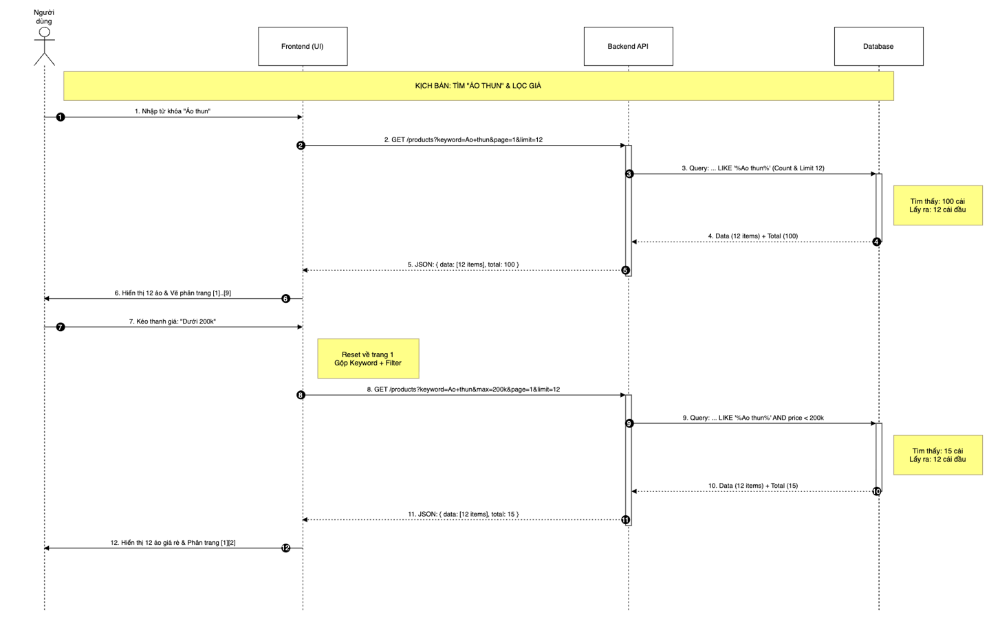 Người
dùng
Frontend (UI)
Backend API
Database
KỊCH BẢN: TÌM "ÁO THUN" & LỌC GIÁ
1. Nhập từ khóa "Áo thun"
1
2. GET /products?keyword=Ao+thun&page=1&limit=12
2
3. Query: ... LIKE '%Ao thun%' (Count & Limit 12)
3
Tìm thấy: 100 cái
Lấy ra: 12 cái đầu
4. Data (12 items) + Total (100)
4
5. JSON: { data: [12 items], total: 100 }
5
6. Hiển thị 12 áo & Vẽ phân trang [1]..[9]
6
7. Kéo thanh giá: "Dưới 200k"
7
Reset về trang 1
Gộp Keyword + Filter
8. GET /products?keyword=Ao+thun&max=200k&page=1&limit=12
8
9. Query: ... LIKE '%Ao thun%' AND price < 200k
9
Tìm thấy: 15 cái
Lấy ra: 12 cái đầu
10. Data (12 items) + Total (15)
10
11. JSON: { data: [12 items], total: 15 }
11
12. Hiển thị 12 áo giá rẻ & Phân trang [1][2]
12